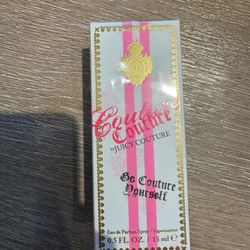 Couture
Couture
by JUICY COUTURE
Go Couture
Yourself
Eau de Parfum Spray / Vaporisateur
0.5 FL. OZ. / 15 ml ℮